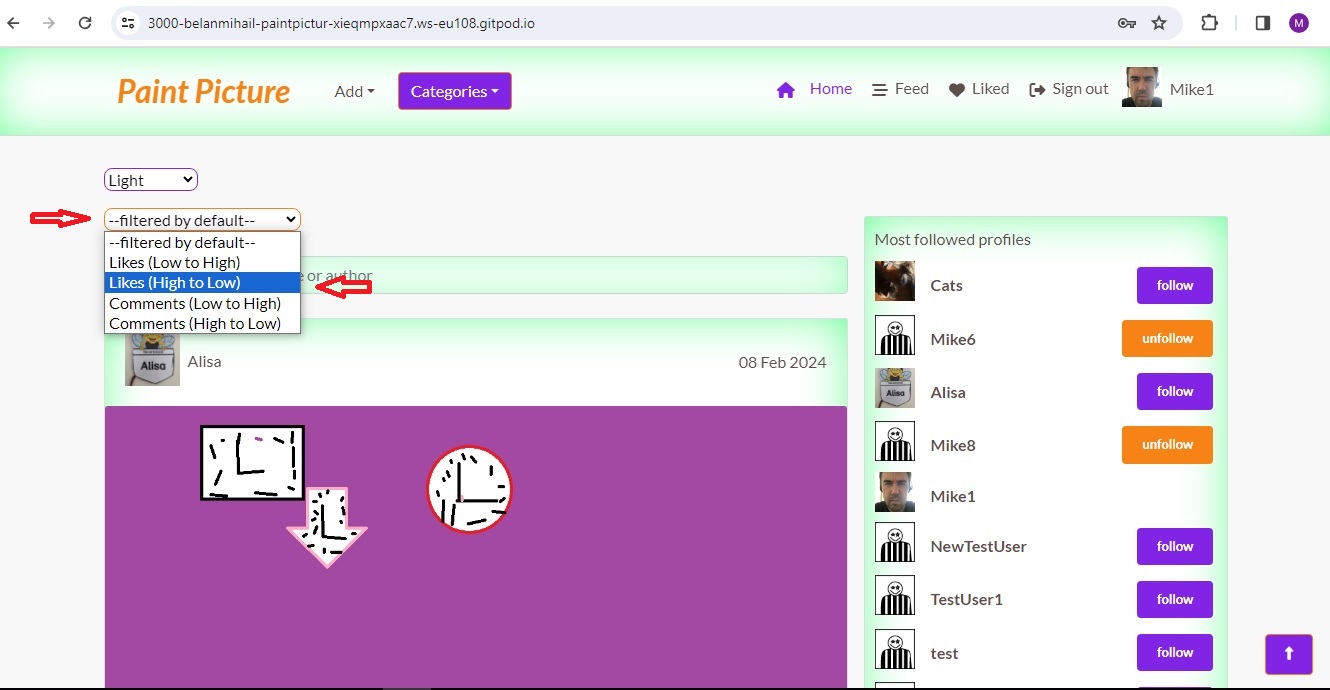 3000-belanmihail-paintpictur-xieqmpxaac7.ws-eu108.gitpod.io
M
Paint Picture
Add
Categories
Home
Feed
Liked
Sign out
Mike1
Light
--filtered by default--
--filtered by default--
Likes (Low to High)
Likes (High to Low)
Comments (Low to High)
Comments (High to Low)
or author
Alisa
Alisa
08 Feb 2024
Most followed profiles
Cats
follow
Mike6
unfollow
Alisa
Alisa
follow
Mike8
unfollow
Mike1
NewTestUser
follow
TestUser1
follow
test
follow